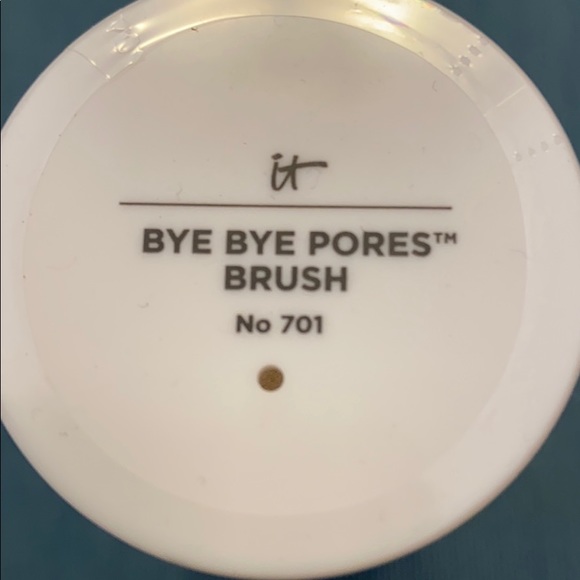 it
BYE BYE PORES™
BRUSH
No 701